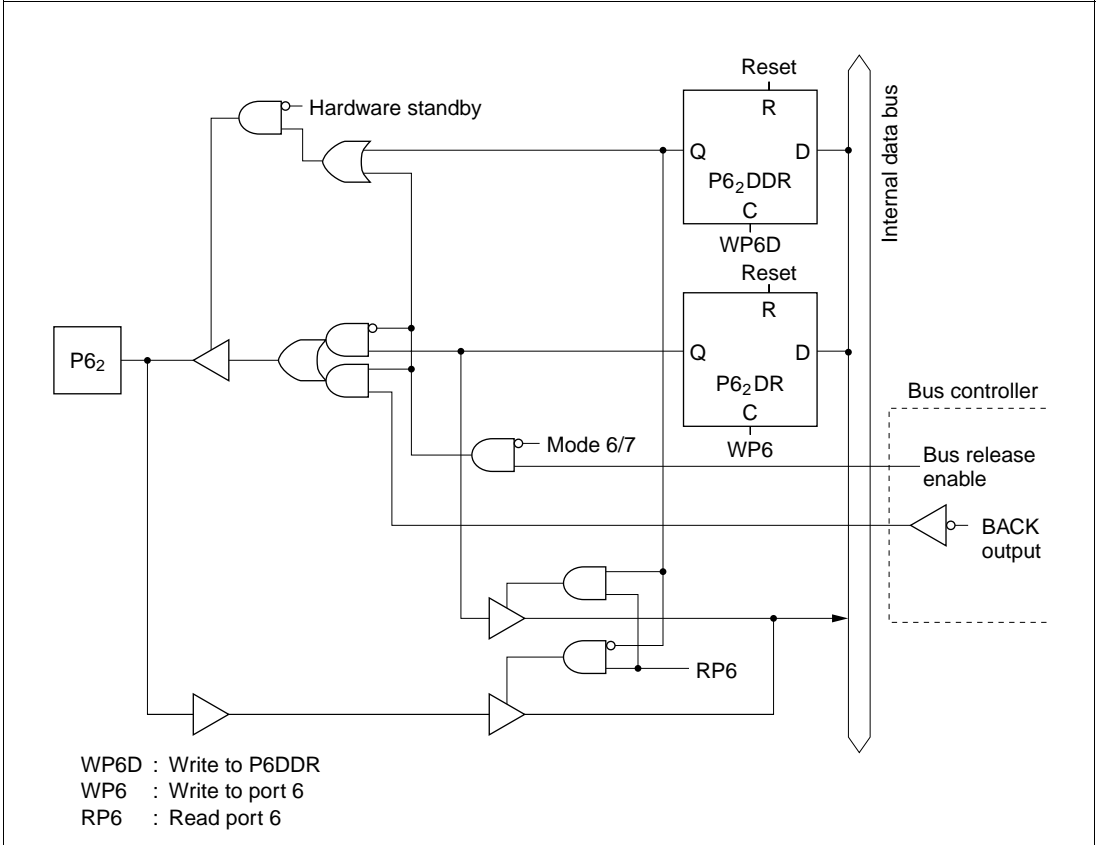 Reset
R
Hardware standby
Q
D
P6₂DDR
C
WP6D
Internal data bus
Reset
R
Q
D
P6₂
P6₂DR
C
WP6
Bus controller
Mode 6/7
Bus release
enable
BACK
output
RP6
WP6D : Write to P6DDR
WP6 : Write to port 6
RP6 : Read port 6